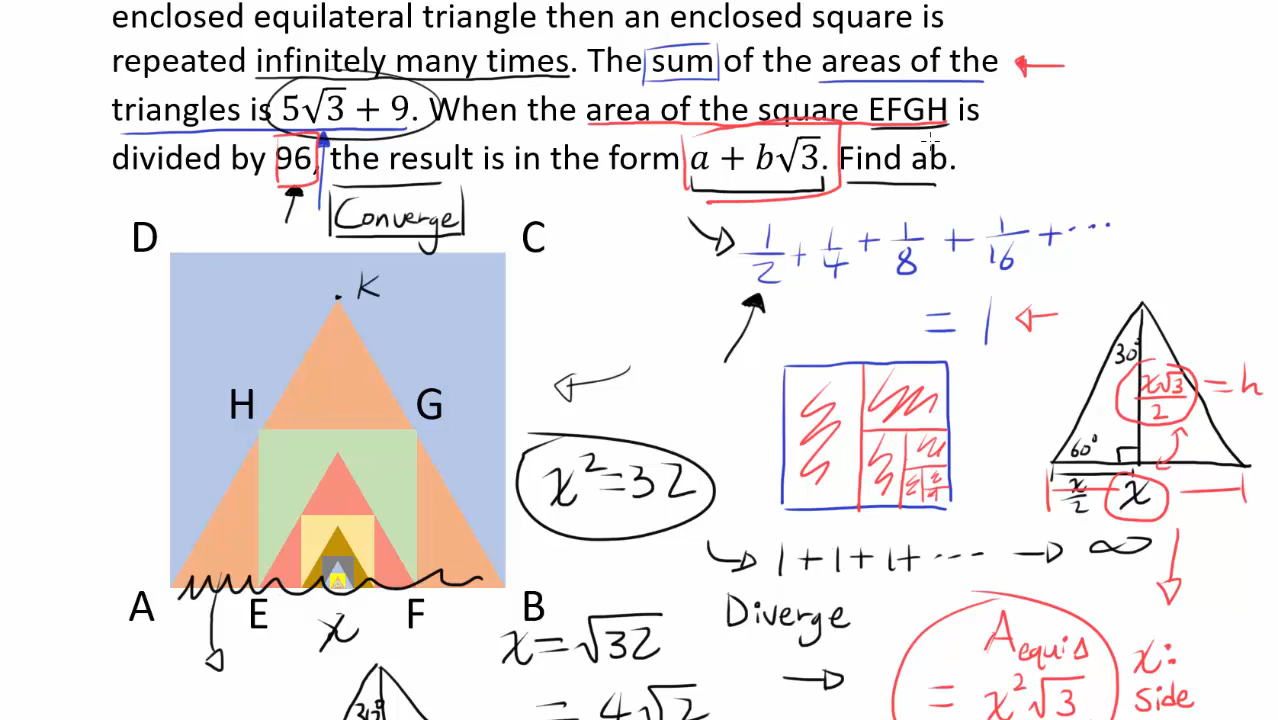 enclosed equilateral triangle then an enclosed square is
repeated infinitely many times. The sum of the areas of the
triangles is 5√3 + 9. When the area of the square EFGH is
divided by 96, the result is in the form a + b√3. Find ab.
Converge
D
C
K
1/2 + 1/4 + 1/8 + 1/16 + ...
= 1
30°
x√3/2 = h
60°
x/2
x
H
G
x² = 32
1 + 1 + 1 + ... → ∞
Diverge
A
E
x
F
B
x = √32
= 4√2
A equi Δ
= x²√3
x:
side
30°